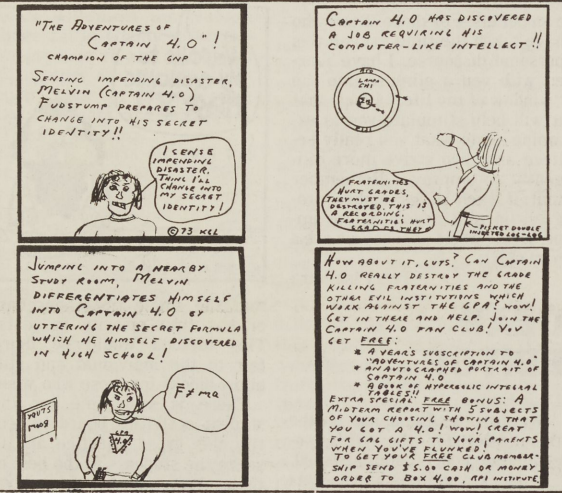 "THE ADVENTURES OF
CAPTAIN 4.0"!
CHAMPION OF THE GNP
SENSING IMPENDING DISASTER,
MELVIN (CAPTAIN 4.0)
FUDSTUMP PREPARES TO
CHANGE INTO HIS SECRET
IDENTITY!!
I SENSE
IMPENDING
DISASTER.
THINK I'LL
CHANGE INTO
MY SECRET
IDENTITY!
©73 KGL
JUMPING INTO A NEARBY
STUDY ROOM, MELVIN
DIFFERENTIATES HIMSELF
INTO CAPTAIN 4.0 BY
UTTERING THE SECRET FORMULA
WHICH HE HIMSELF DISCOVERED
IN HIGH SCHOOL!
F̄ ≠ ma
STUDY
ROOM
4.0
CAPTAIN 4.0 HAS DISCOVERED
A JOB REQUIRING HIS
COMPUTER-LIKE INTELLECT!!
CHI
FRATERNITIES
HURT GRADES,
THEY MUST BE
DESTROYED. THIS IS
A RECORDING.
FRATERNITIES HURT
GRADES, THEY
PICKET DOUBLE
INSERTED LOG-LOG
HOW ABOUT IT, GUYS? CAN CAPTAIN
4.0 REALLY DESTROY THE GRADE
KILLING FRATERNITIES AND THE
OTHER EVIL INSTITUTIONS WHICH
WORK AGAINST THE GPA? WOW!
GET IN THERE AND HELP. JOIN THE
CAPTAIN 4.0 FAN CLUB! YOU
GET FREE:
* A YEAR'S SUBSCRIPTION TO
"ADVENTURES OF CAPTAIN 4.0"
* AN AUTOGRAPHED PORTRAIT OF
CAPTAIN 4.0
* A BOOK OF HYPERBOLIC INTEGRAL
TABLES!!
EXTRA SPECIAL FREE BONUS: A
MIDTERM REPORT WITH 5 SUBJECTS
OF YOUR CHOOSING SHOWING THAT
YOU GOT A 4.0! WOW! GREAT
FOR GAG GIFTS TO YOUR PARENTS
WHEN YOU'VE FLUNKED!
TO GET YOUR FREE CLUB MEMBER-
SHIP SEND $5.00 CASH OR MONEY
ORDER TO BOX 4.00, RPI INSTITUTE,